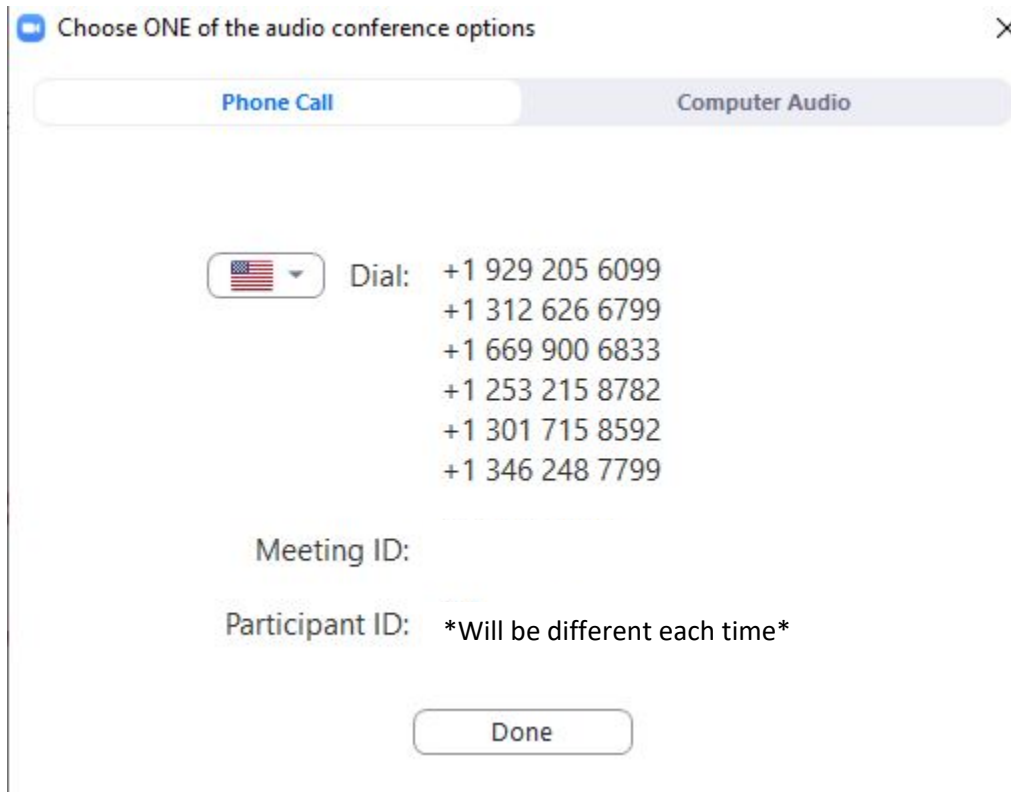 Choose ONE of the audio conference options
Phone Call Computer Audio
Dial: +1 929 205 6099
+1 312 626 6799
+1 669 900 6833
+1 253 215 8782
+1 301 715 8592
+1 346 248 7799
Meeting ID:
Participant ID: *Will be different each time*
Done